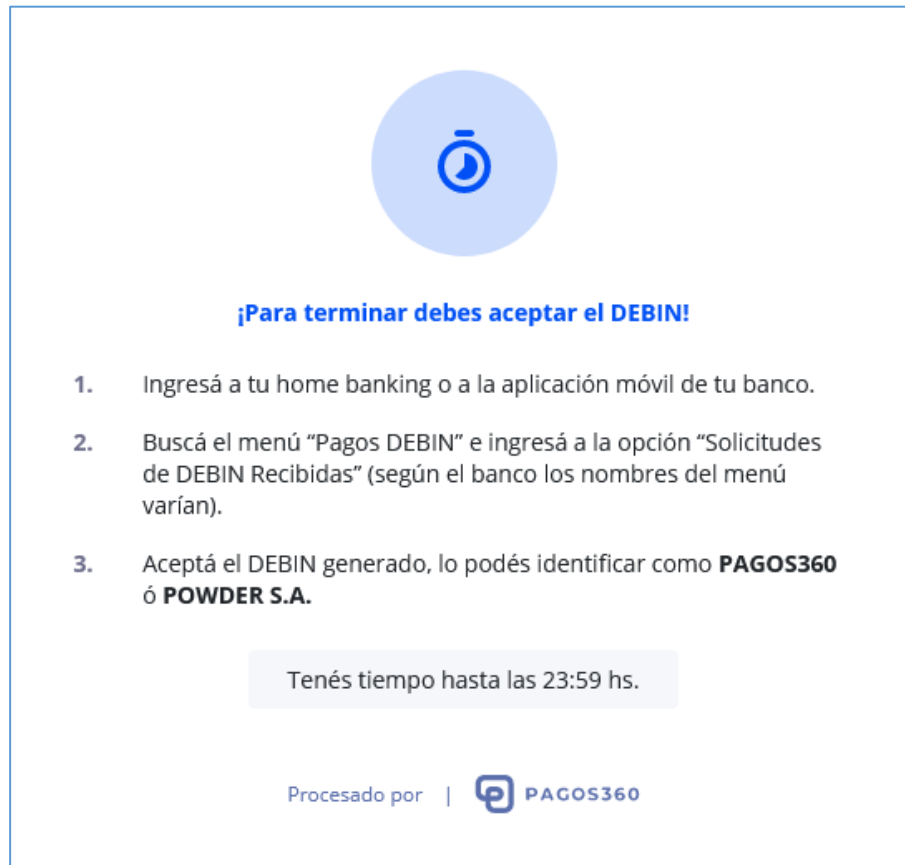 ¡Para terminar debes aceptar el DEBIN!
1. Ingresá a tu home banking o a la aplicación móvil de tu banco.
2. Buscá el menú “Pagos DEBIN” e ingresá a la opción “Solicitudes
de DEBIN Recibidas” (según el banco los nombres del menú
varían).
3. Aceptá el DEBIN generado, lo podés identificar como PAGOS360
ó POWDER S.A.
Tenés tiempo hasta las 23:59 hs.
Procesado por | PAGOS360